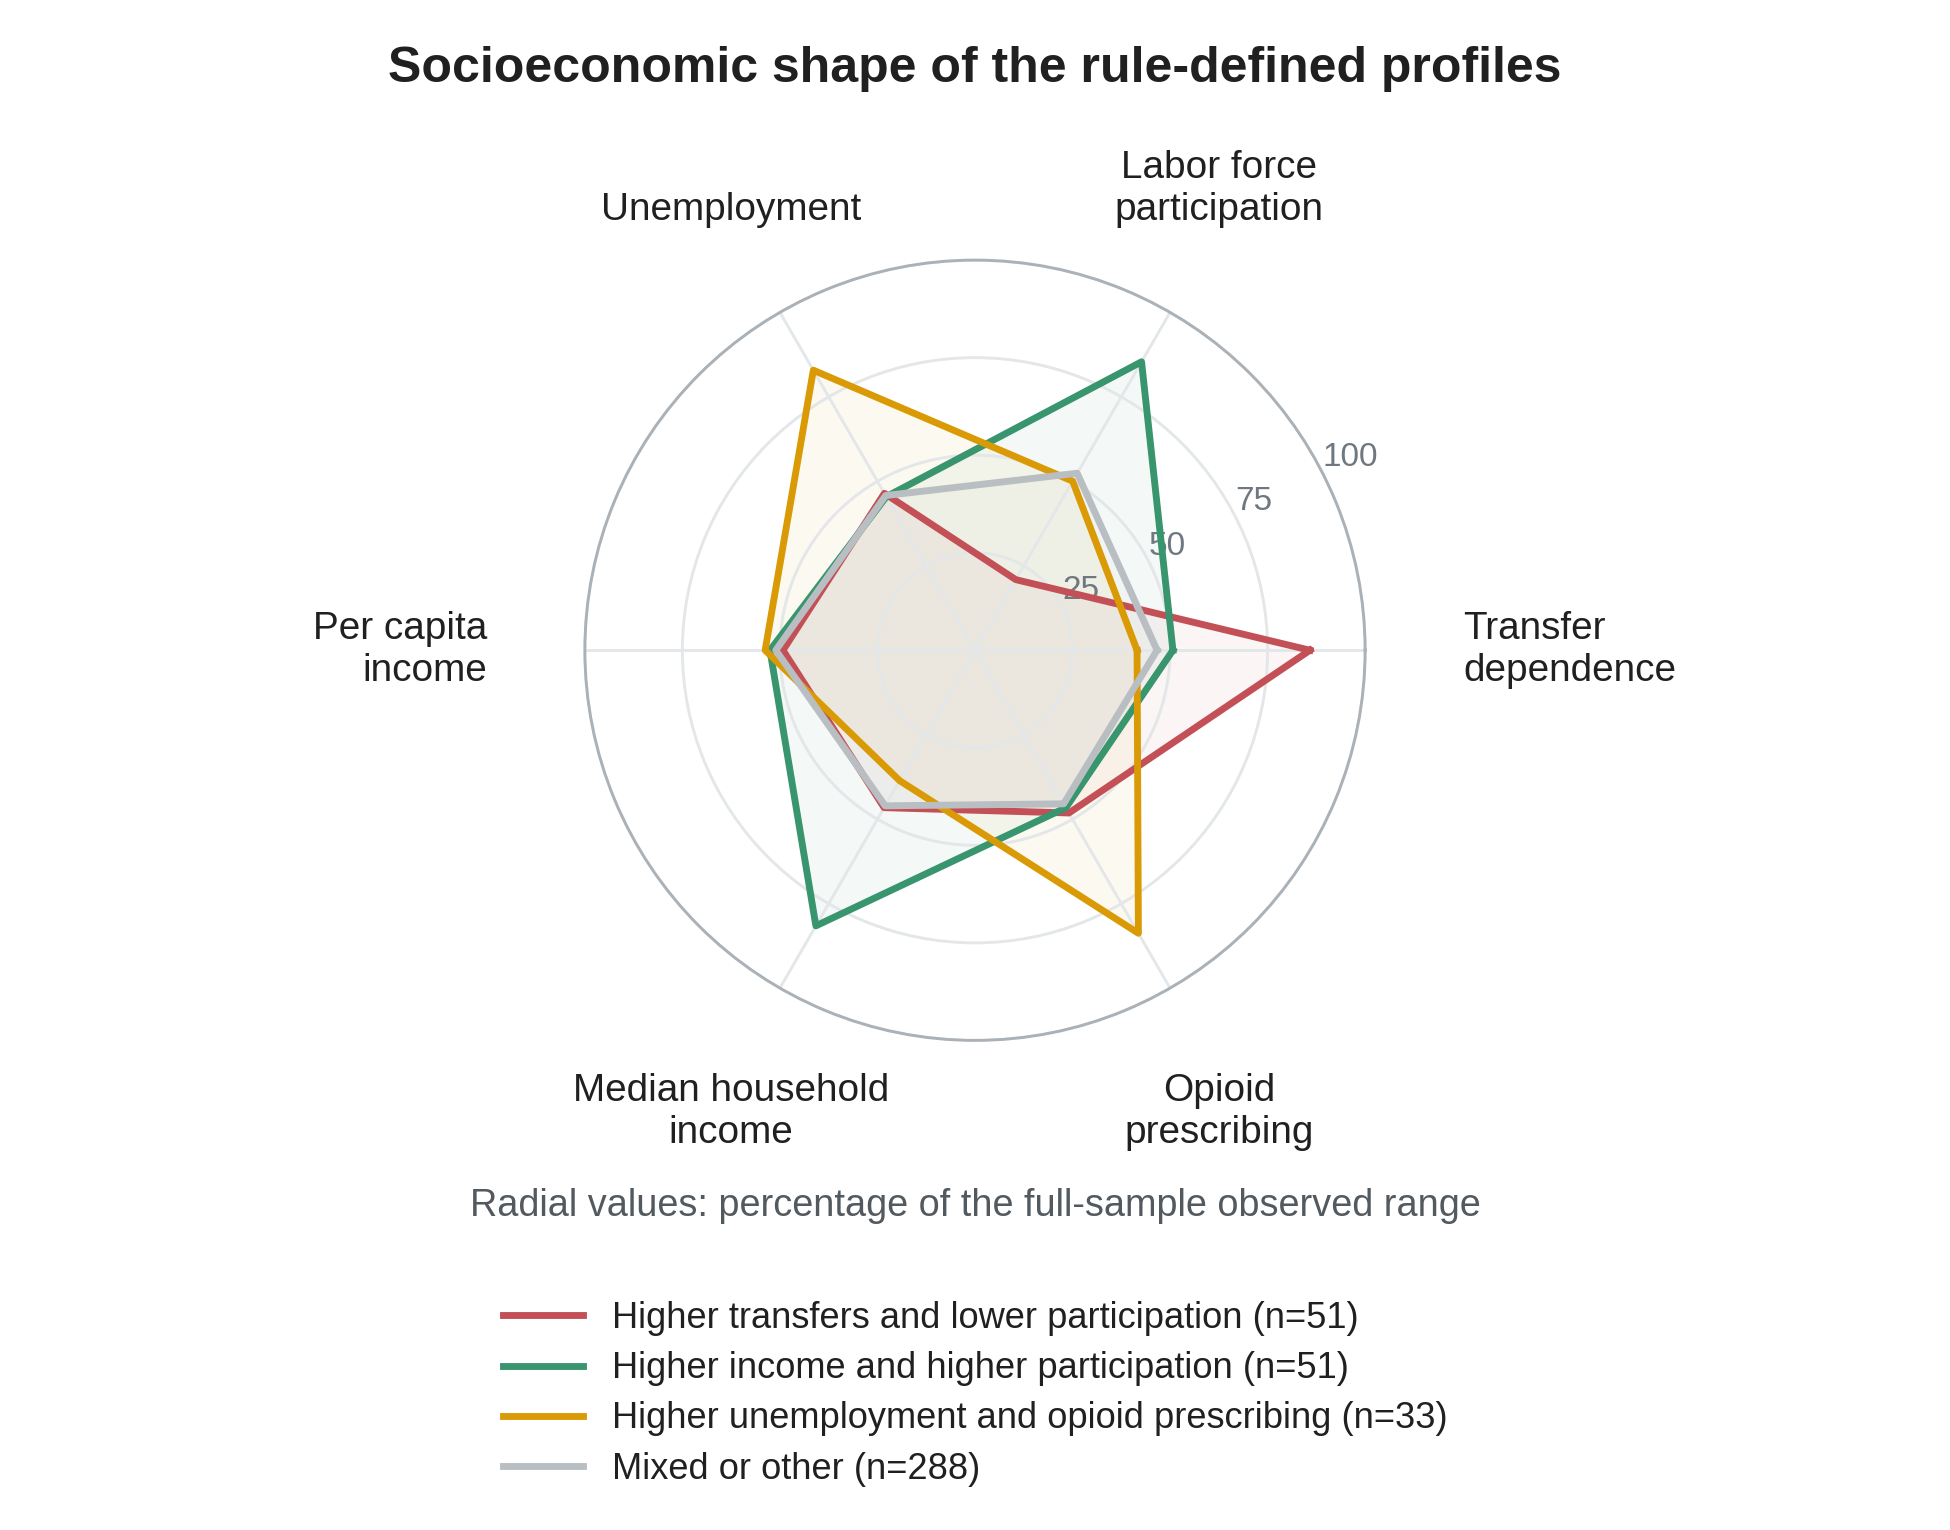 Socioeconomic shape of the rule-defined profiles
Labor force
participation
Unemployment
100
75
50
25
Per capita
income
Transfer
dependence
Median household
income
Opioid
prescribing
Radial values: percentage of the full-sample observed range
Higher transfers and lower participation (n=51)
Higher income and higher participation (n=51)
Higher unemployment and opioid prescribing (n=33)
Mixed or other (n=288)